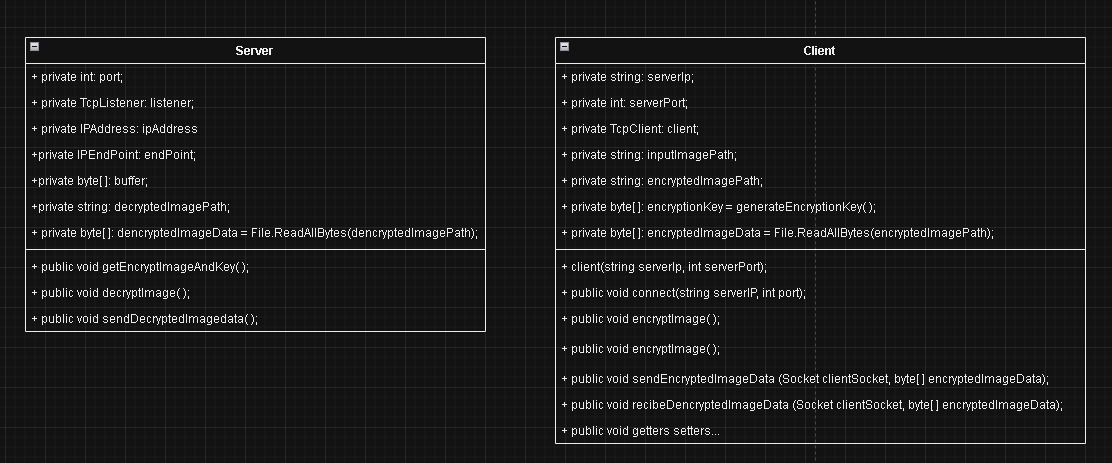 Server
+ private int: port;
+ private TcpListener: listener;
+ private IPAddress: ipAddress
+private IPEndPoint: endPoint;
+private byte[ ]: buffer;
+private string: decryptedImagePath;
+ private byte[ ]: dencryptedImageData = File.ReadAllBytes(dencryptedImagePath);
+ public void getEncryptImageAndKey( );
+ public void decryptImage( );
+ public void sendDecryptedImagedata( );
Client
+ private string: serverIp;
+ private int: serverPort;
+ private TcpClient: client;
+ private string: inputImagePath;
+ private string: encryptedImagePath;
+ private byte[ ]: encryptionKey = generateEncryptionKey( );
+ private byte[ ]: encryptedImageData = File.ReadAllBytes(encryptedImagePath);
+ client(string serverIp, int serverPort);
+ public void connect(string serverIP, int port);
+ public void encryptImage( );
+ public void encryptImage( );
+ public void sendEncryptedImageData (Socket clientSocket, byte[ ] encryptedImageData);
+ public void recibeDencryptedImageData (Socket clientSocket, byte[ ] encryptedImageData);
+ public void getters setters...